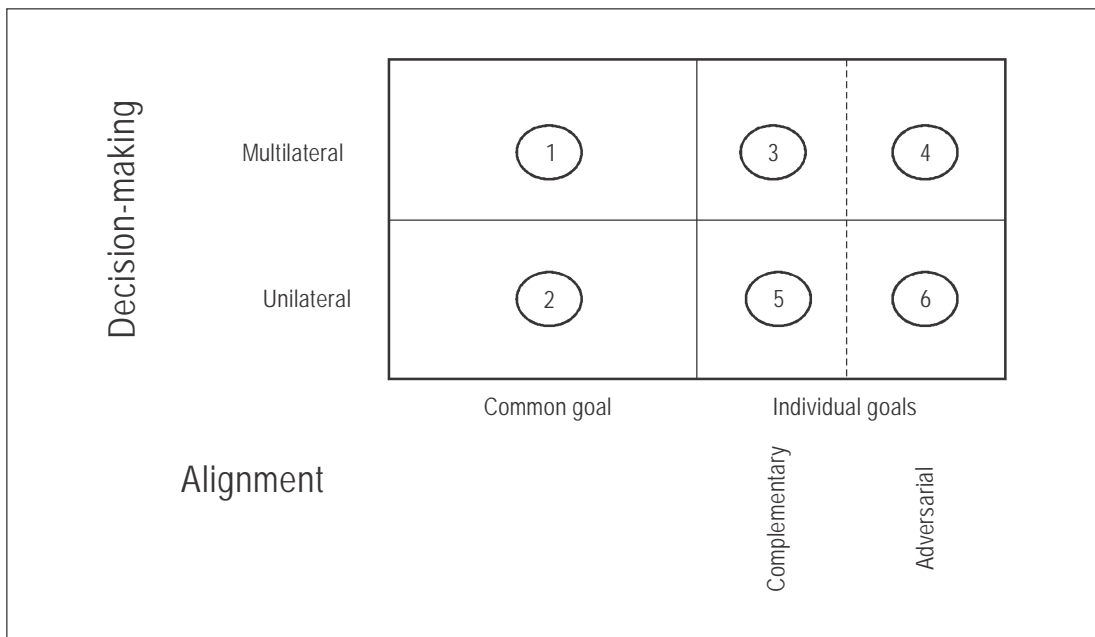 Decision-making
Multilateral
1
3
4
Unilateral
2
5
6
Common goal
Individual goals
Alignment
Complementary
Adversarial